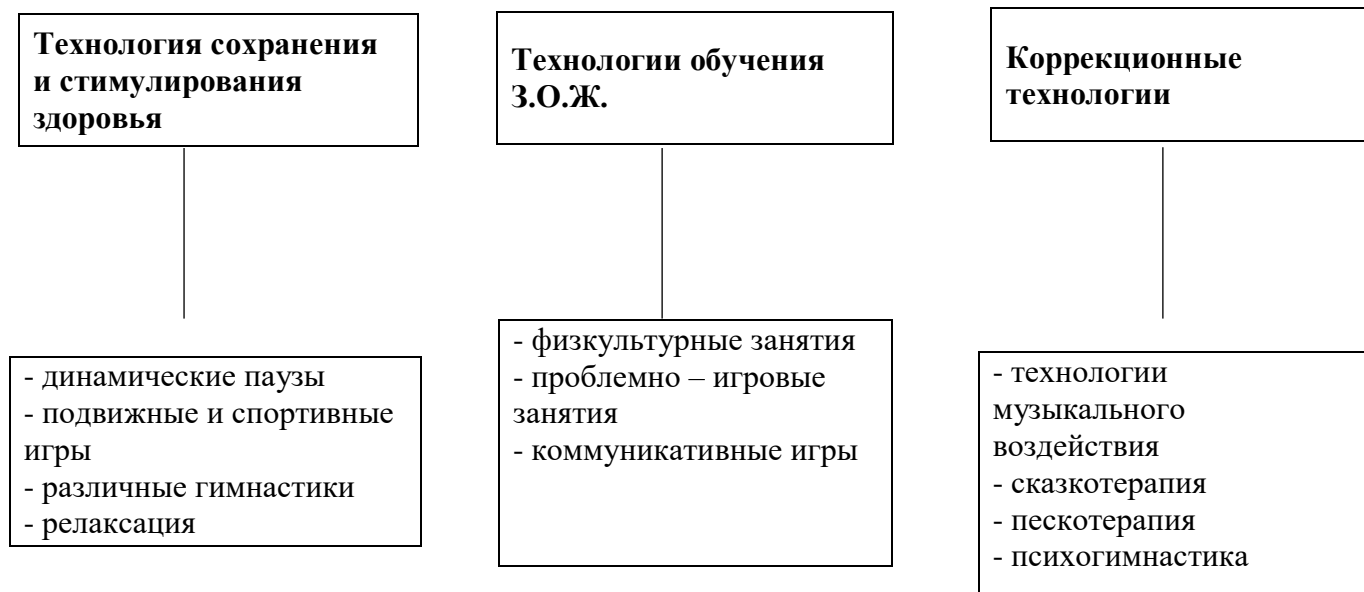 Технология сохранения
и стимулирования
здоровья
- динамические паузы
- подвижные и спортивные
игры
- различные гимнастики
- релаксация
Технологии обучения
З.О.Ж.
- физкультурные занятия
- проблемно – игровые
занятия
- коммуникативные игры
Коррекционные
технологии
- технологии
музыкального
воздействия
- сказкотерапия
- пескотерапия
- психогимнастика